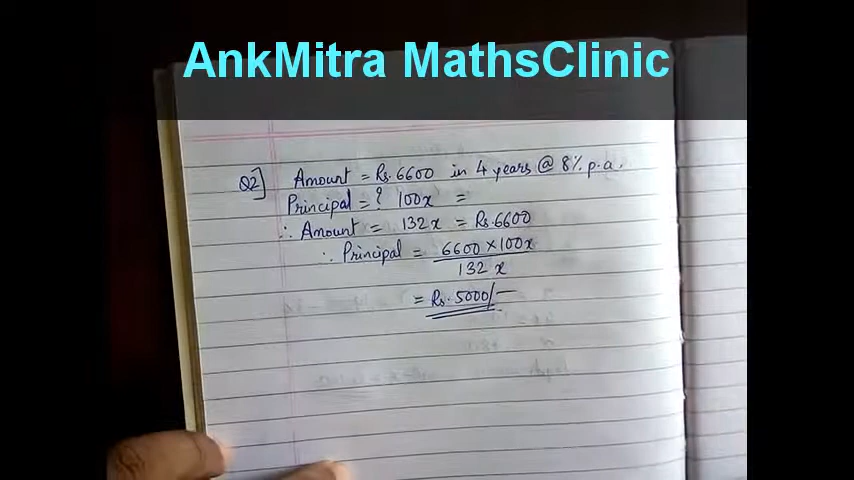 AnkMitra MathsClinic
Q2] Amount = Rs. 6600 in 4 years @ 8% p.a.
Principal = ? 100x =
∴ Amount = 132x = Rs. 6600
∴ Principal = 6600 × 100x
132 x
= Rs. 5000/-